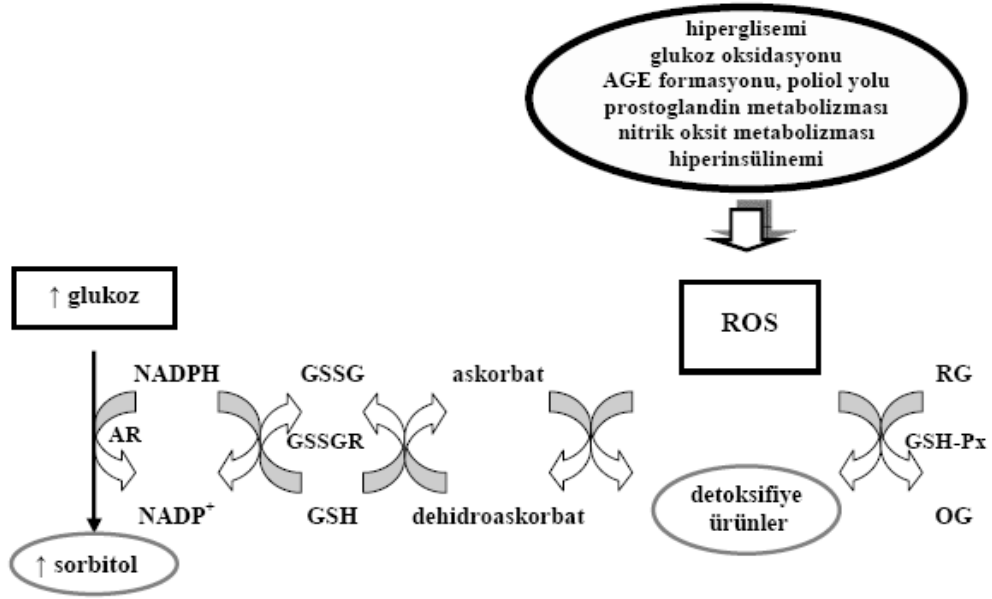 hiperglisemi
glukoz oksidasyonu
AGE formasyonu, poliol yolu
prostoglandin metabolizması
nitrik oksit metabolizması
hiperinsülinemi
↑ glukoz
ROS
NADPH
GSSG
askorbat
RG
AR
GSSGR
GSH-Px
NADP⁺
GSH
dehidroaskorbat
detoksifiye
ürünler
OG
↑ sorbitol